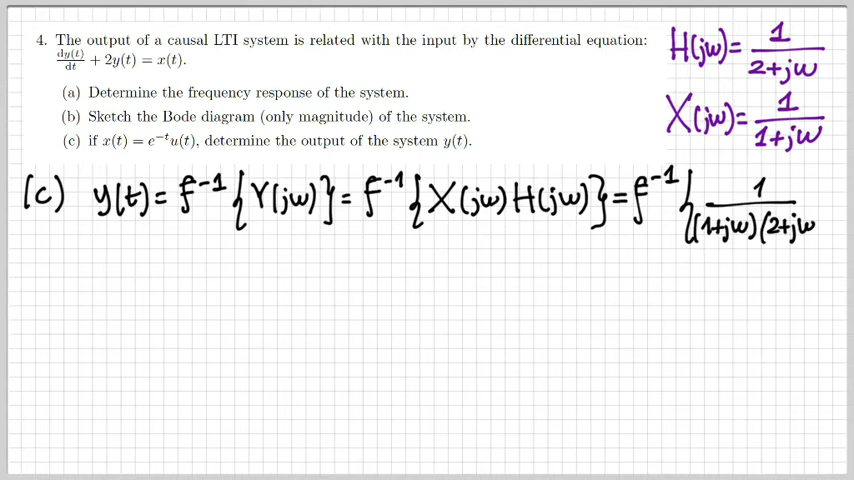 4. The output of a causal LTI system is related with the input by the differential equation:
dy(t)/dt + 2y(t) = x(t).
(a) Determine the frequency response of the system.
(b) Sketch the Bode diagram (only magnitude) of the system.
(c) if x(t) = e^{-t}u(t), determine the output of the system y(t).
H(jω)= 1/(2+jω)
X(jω)= 1/(1+jω)
(c) y(t)= F^{-1}{Y(jω)}= F^{-1}{X(jω)H(jω)}= F^{-1}{ 1/((1+jω)(2+jω